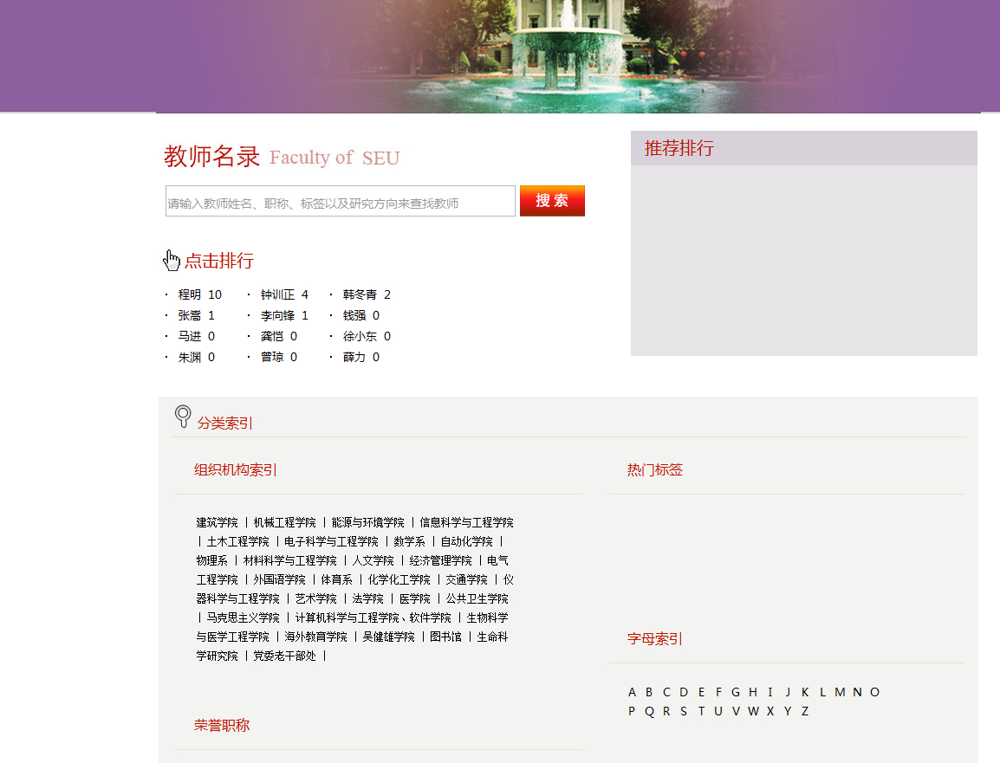 教师名录 Faculty of SEU
请输入教师姓名、职称、标签以及研究方向来查找教师
搜 索
推荐排行
点击排行
· 程明 10 · 钟训正 4 · 韩冬青 2
· 张嵩 1 · 李向锋 1 · 钱强 0
· 马进 0 · 龚恺 0 · 徐小东 0
· 朱渊 0 · 曾琼 0 · 薛力 0
分类索引
组织机构索引
建筑学院 | 机械工程学院 | 能源与环境学院 | 信息科学与工程学院
| 土木工程学院 | 电子科学与工程学院 | 数学系 | 自动化学院 |
物理系 | 材料科学与工程学院 | 人文学院 | 经济管理学院 | 电气
工程学院 | 外国语学院 | 体育系 | 化学化工学院 | 交通学院 | 仪
器科学与工程学院 | 艺术学院 | 法学院 | 医学院 | 公共卫生学院
| 马克思主义学院 | 计算机科学与工程学院、软件学院 | 生物科学
与医学工程学院 | 海外教育学院 | 吴健雄学院 | 图书馆 | 生命科
学研究院 | 党委老干部处 |
荣誉职称
热门标签
字母索引
A B C D E F G H I J K L M N O
P Q R S T U V W X Y Z